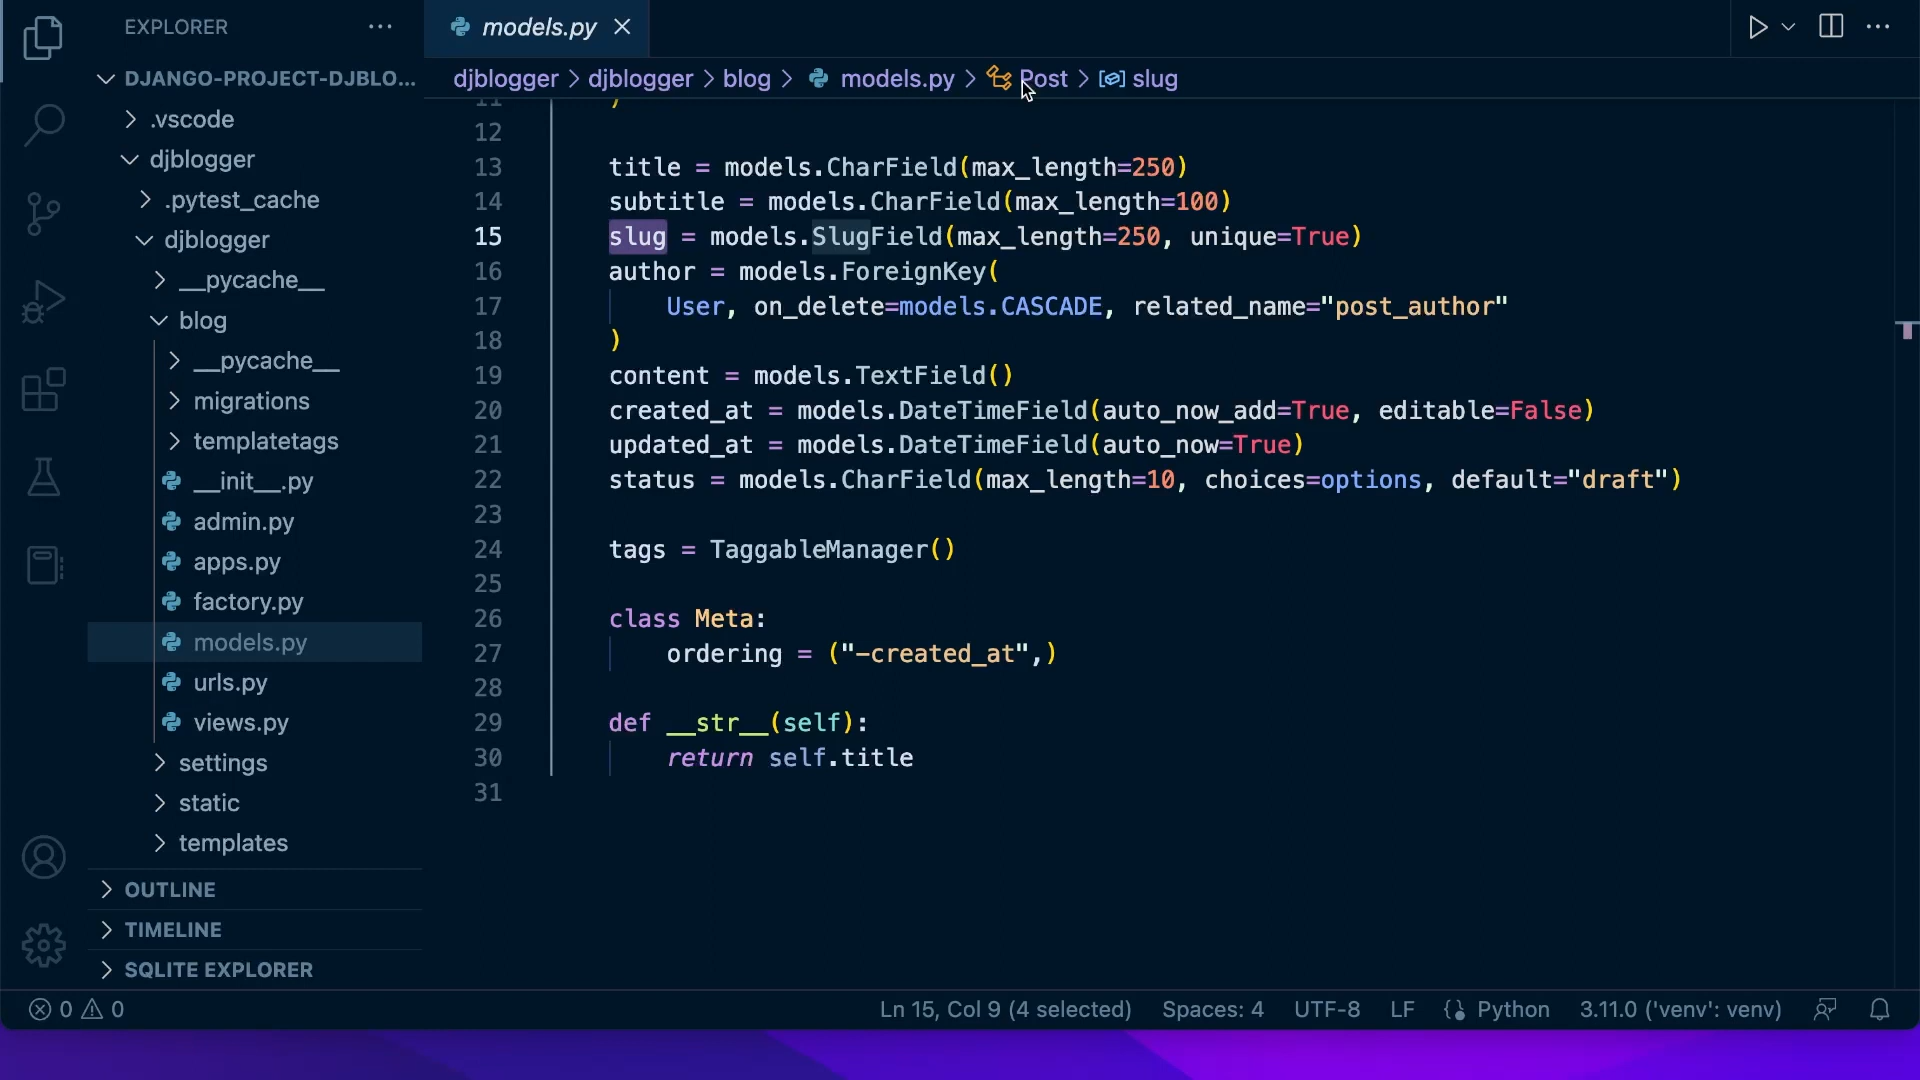 EXPLORER
models.py
DJANGO-PROJECT-DJBLO...
djblogger > djblogger > blog > models.py > Post > slug
.vscode
djblogger
.pytest_cache
djblogger
__pycache__
blog
__pycache__
migrations
templatetags
__init__.py
admin.py
apps.py
factory.py
models.py
urls.py
views.py
settings
static
templates
OUTLINE
TIMELINE
SQLITE EXPLORER
11 )
12
13 title = models.CharField(max_length=250)
14 subtitle = models.CharField(max_length=100)
15 slug = models.SlugField(max_length=250, unique=True)
16 author = models.ForeignKey(
17 User, on_delete=models.CASCADE, related_name="post_author"
18 )
19 content = models.TextField()
20 created_at = models.DateTimeField(auto_now_add=True, editable=False)
21 updated_at = models.DateTimeField(auto_now=True)
22 status = models.CharField(max_length=10, choices=options, default="draft")
23
24 tags = TaggableManager()
25
26 class Meta:
27 ordering = ("-created_at",)
28
29 def __str__(self):
30 return self.title
31
0 0
Ln 15, Col 9 (4 selected) Spaces: 4 UTF-8 LF Python 3.11.0 ('venv': venv)